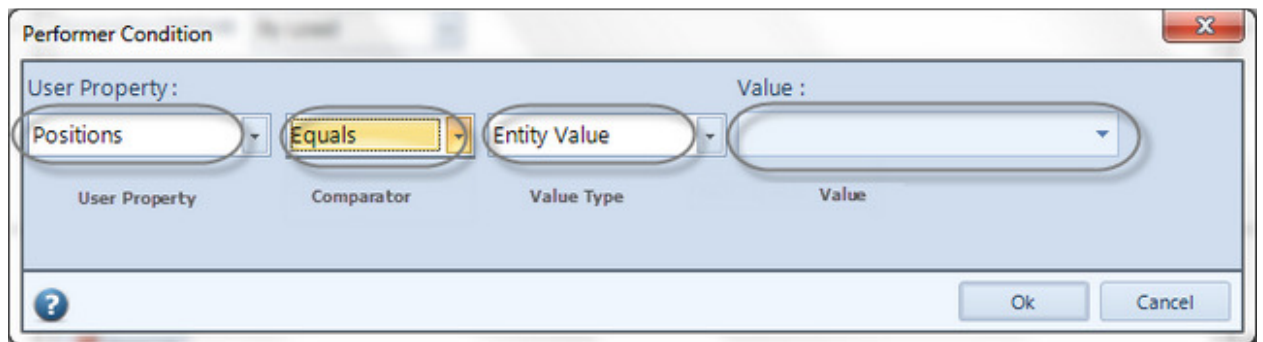 Performer Condition
User Property :
Value :
Positions
Equals
Entity Value
User Property
Comparator
Value Type
Value
?
Ok
Cancel